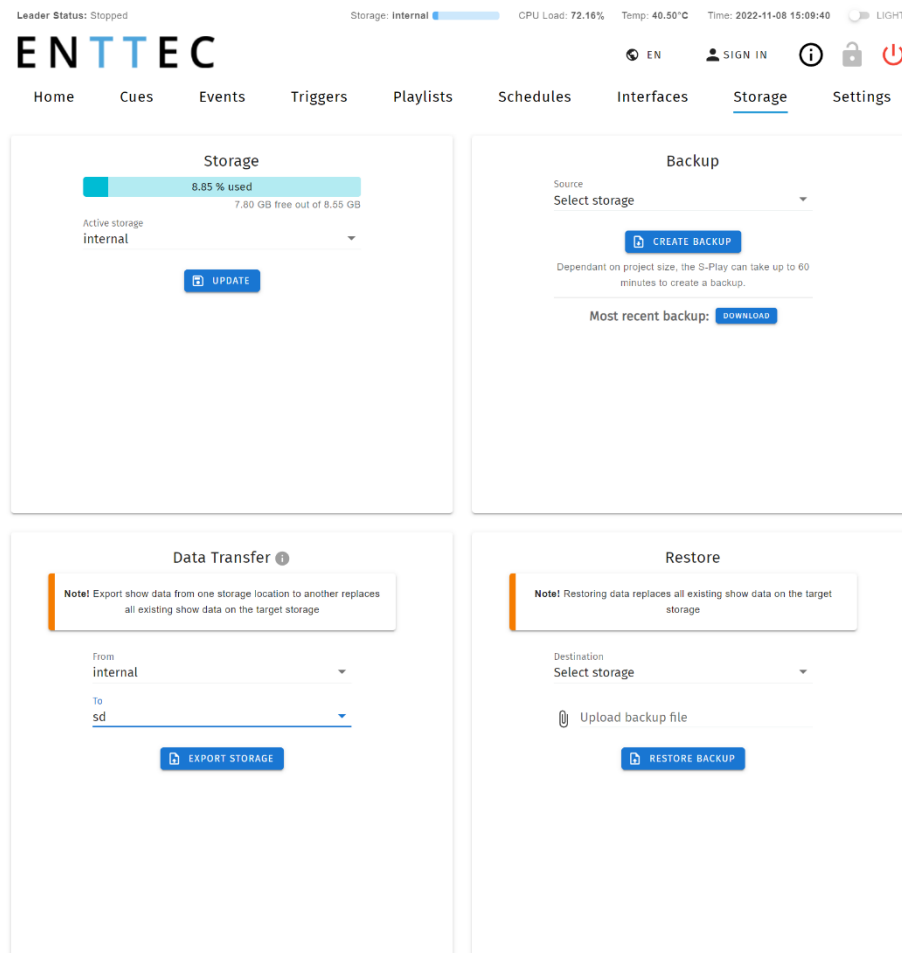 Leader Status: Stopped Storage: internal CPU Load: 72.16% Temp: 40.50°C Time: 2022-11-08 15:09:40 LIGHT
ENTTEC
EN SIGN IN
Home Cues Events Triggers Playlists Schedules Interfaces Storage Settings
Storage
8.85 % used
7.80 GB free out of 8.55 GB
Active storage
internal
UPDATE
Backup
Source
Select storage
CREATE BACKUP
Dependant on project size, the S-Play can take up to 60
minutes to create a backup.
Most recent backup: DOWNLOAD
Data Transfer
Note! Export show data from one storage location to another replaces
all existing show data on the target storage
From
internal
To
sd
EXPORT STORAGE
Restore
Note! Restoring data replaces all existing show data on the target
storage
Destination
Select storage
Upload backup file
RESTORE BACKUP